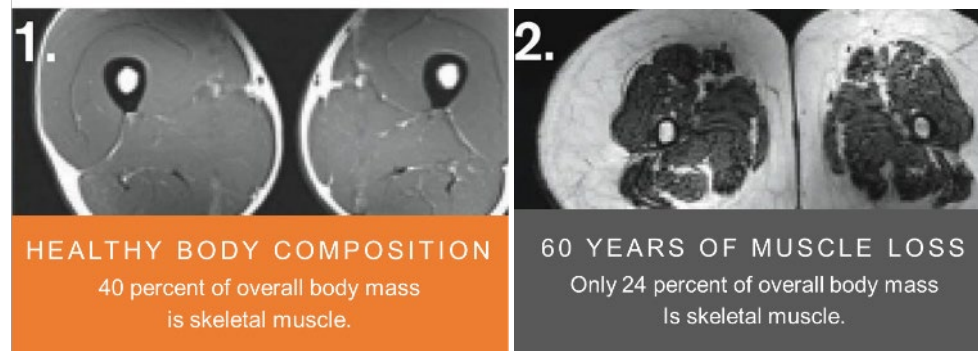 1.
HEALTHY BODY COMPOSITION
40 percent of overall body mass
is skeletal muscle.
2.
60 YEARS OF MUSCLE LOSS
Only 24 percent of overall body mass
Is skeletal muscle.